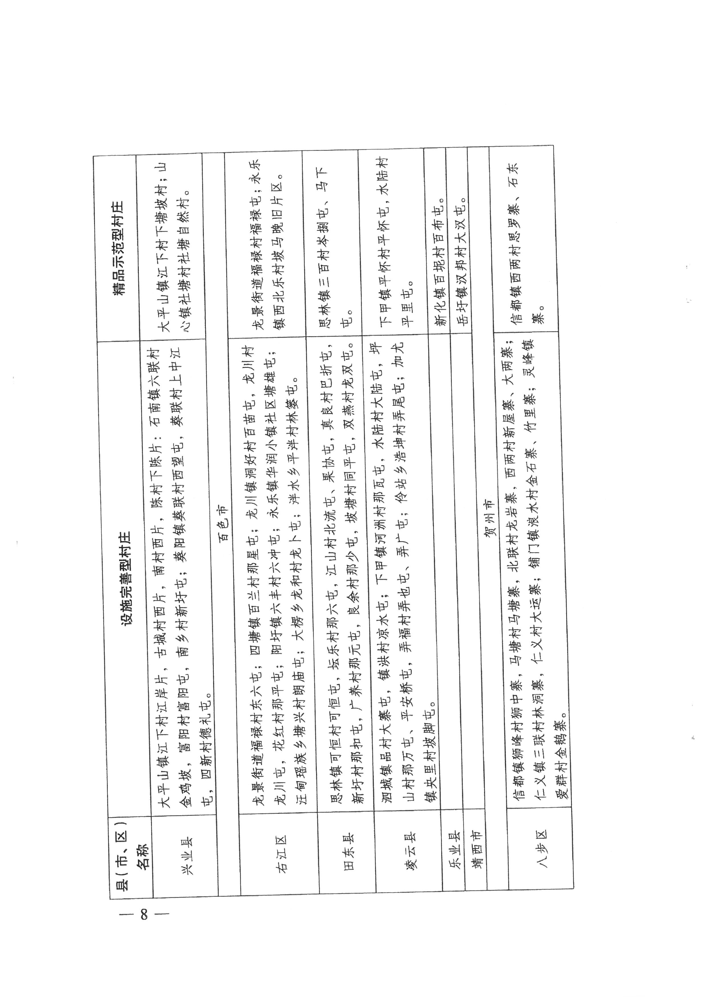 县(市、区)
名称
设施完善型村庄
精品示范型村庄
兴业县
大平山镇江下村江岸片，古城村西片，南村西片，陈村下陈片：石南镇六联村
金鸡坡，富阳村富阳屯，南乡村新圩屯；葵阳镇葵联村西望屯，葵联村上中江
屯，四新村德礼屯。
大平山镇江下村下塘坡村；山
心镇社塘村社塘自然村。
百色市
右江区
龙景街道福禄村东六屯；四塘镇百兰村那星屯；龙川镇洞好村百苗屯，龙川村
龙川屯，花红村那平屯；阳圩镇六丰村六冲屯；永乐镇华润小镇社区塘雄屯；
汪甸瑶族乡塘兴村朗庙屯；大楞乡龙和村龙卜屯；泮水乡平泮村林篓屯。
龙景街道福禄村福禄屯；永乐
镇西北乐村坡马晚旧片区。
田东县
思林镇可恒村可恒屯，坛乐村那六屯，江山村北流屯、果协屯，真良村巴折屯，
新圩村那扣屯，广养村那元屯，良余村那少屯，坡塘村同平屯，双燕村龙双屯。
思林镇三百村岑捌屯、马下
屯。
凌云县
泗城镇品村大寨屯，镇洪村凉水屯；下甲镇河洲村那瓦屯，水陆村大陆屯，坪
山村那万屯、平安桥屯，弄福村弄也屯、弄广屯；伶站乡浩坤村弄尾屯；加尤
镇央里村坡脚屯。
下甲镇平怀村平怀屯，水陆村
平里屯。
乐业县
新化镇百坭村百布屯。
靖西市
岳圩镇汉邦村大汉屯。
贺州市
八步区
信都镇狮峰村狮中寨，马塘村马塘寨，北联村龙岩寨，西两村新屋寨、大两寨；
仁义镇三联村林洞寨，仁义村大运寨；铺门镇浪水村金石寨、竹里寨；灵峰镇
爱群村金鹅寨。
信都镇西两村思罗寨、石东
寨。
— 8 —